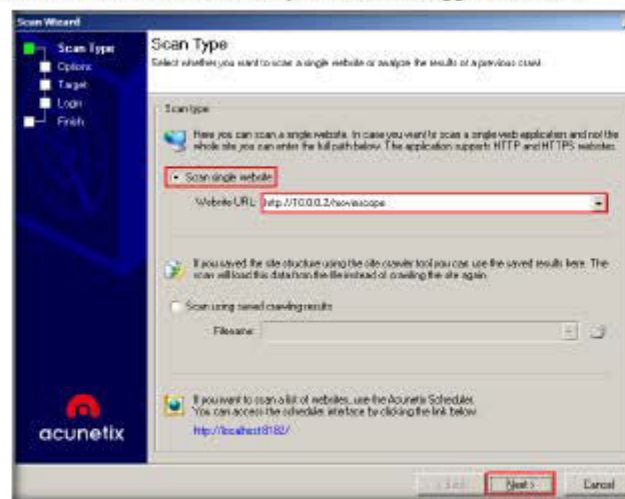 Scan Wizard
Scan Type
Options
Target
Login
Finish
Scan Type
Select whether you want to scan a single website or analyze the results of a previous crawl.
Scan type
Here you can scan a single website. In case you want to scan a single web application and not the
whole site you can enter the full path below. The application supports HTTP and HTTPS websites.
Scan single website
Website URL: http://10.0.0.2/moviescope
If you saved the site structure using the site crawler tool you can use the saved results here. The
scan will load this data from the file instead of crawling the site again.
Scan using saved crawling results
Filename:
If you want to scan a list of websites, use the Acunetix Scheduler.
You can access the scheduler interface by clicking the link below.
http://localhost:8182/
acunetix
Next >
Cancel